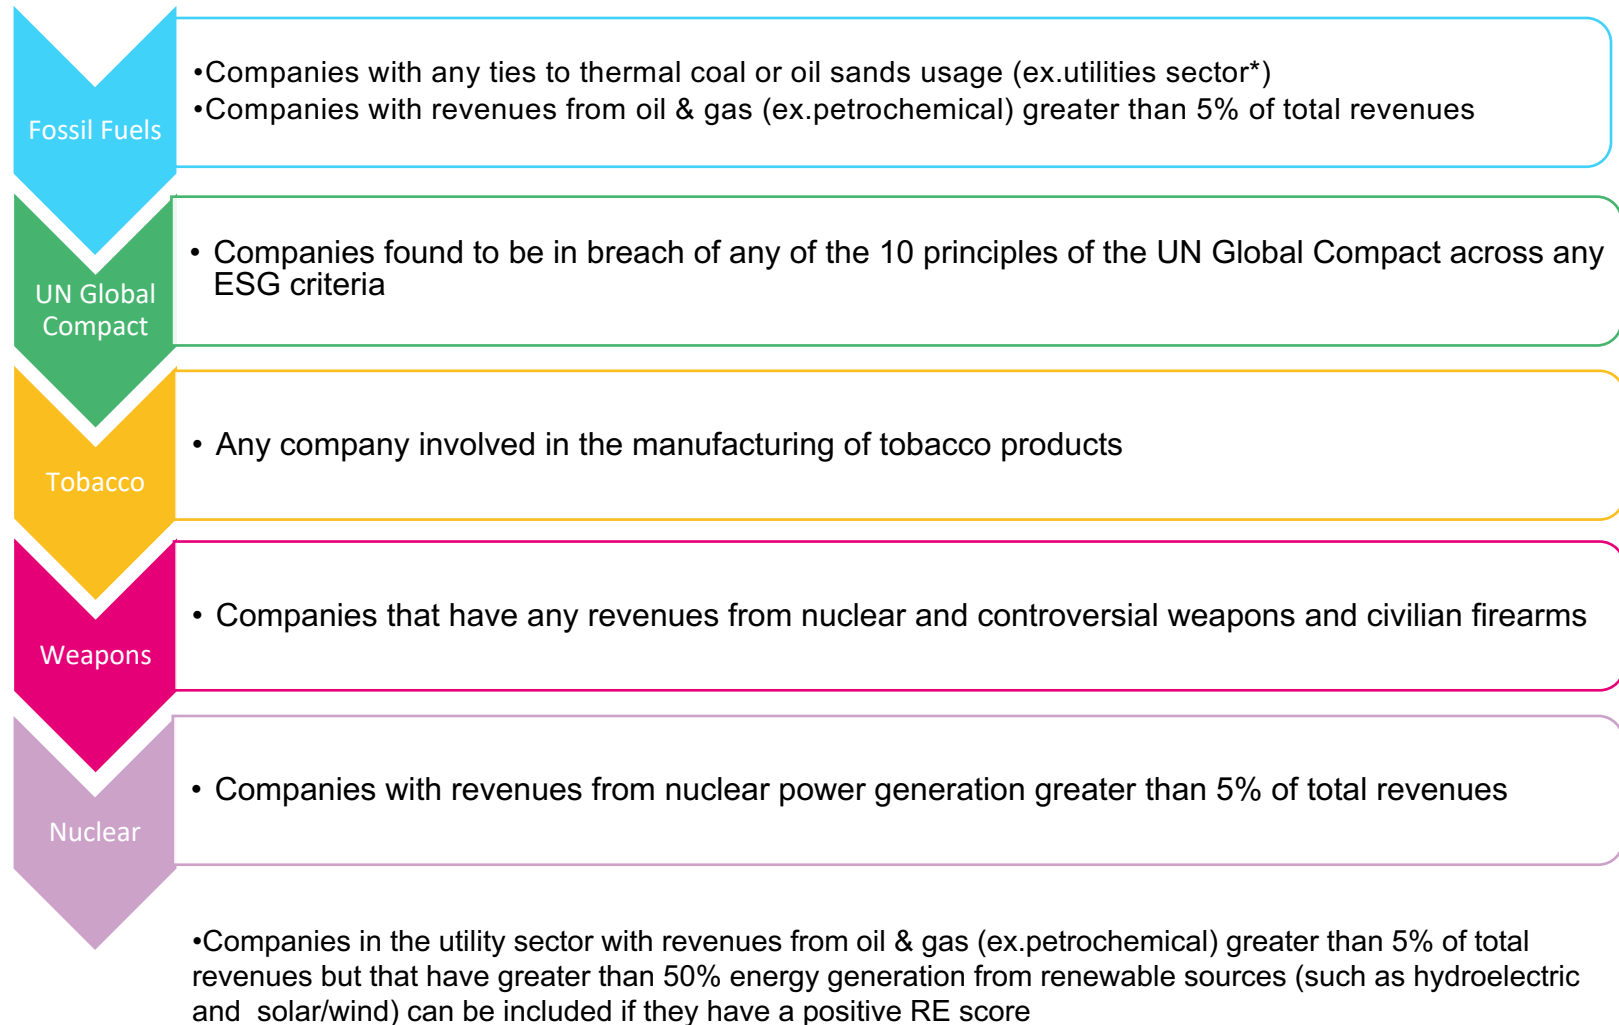 •Companies with any ties to thermal coal or oil sands usage (ex.utilities sector*)
•Companies with revenues from oil & gas (ex.petrochemical) greater than 5% of total revenues
Fossil Fuels
• Companies found to be in breach of any of the 10 principles of the UN Global Compact across any
ESG criteria
UN Global
Compact
• Any company involved in the manufacturing of tobacco products
Tobacco
• Companies that have any revenues from nuclear and controversial weapons and civilian firearms
Weapons
• Companies with revenues from nuclear power generation greater than 5% of total revenues
Nuclear
•Companies in the utility sector with revenues from oil & gas (ex.petrochemical) greater than 5% of total
revenues but that have greater than 50% energy generation from renewable sources (such as hydroelectric
and  solar/wind) can be included if they have a positive RE score